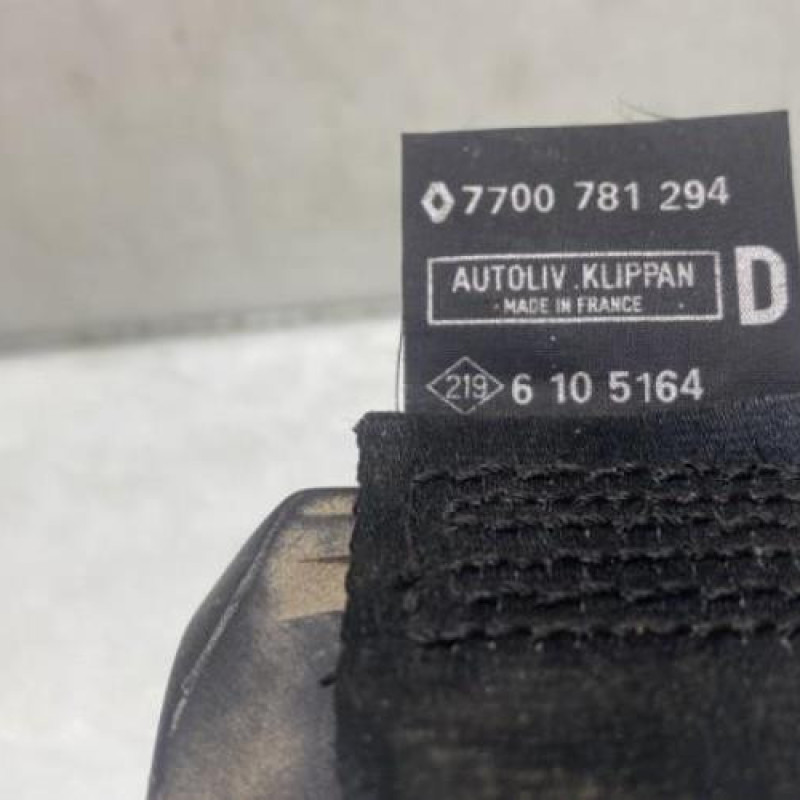 7700 781 294
AUTOLIV .KLIPPAN
· MADE IN FRANCE ·
D
219 6 10 5164